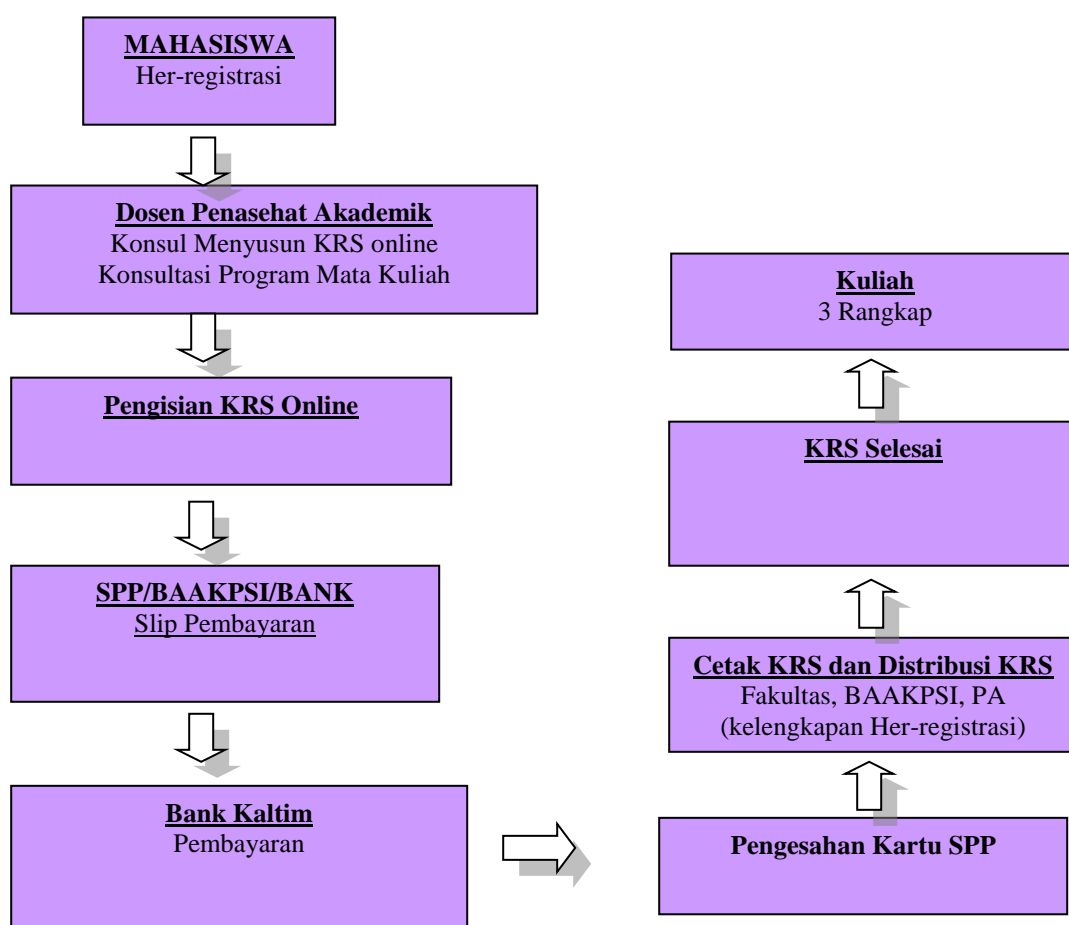 MAHASISWA
Her-registrasi
Dosen Penasehat Akademik
Konsul Menyusun KRS online
Konsultasi Program Mata Kuliah
Pengisian KRS Online
SPP/BAAKPSI/BANK
Slip Pembayaran
Bank Kaltim
Pembayaran
Pengesahan Kartu SPP
Cetak KRS dan Distribusi KRS
Fakultas, BAAKPSI, PA
(kelengkapan Her-registrasi)
KRS Selesai
Kuliah
3 Rangkap